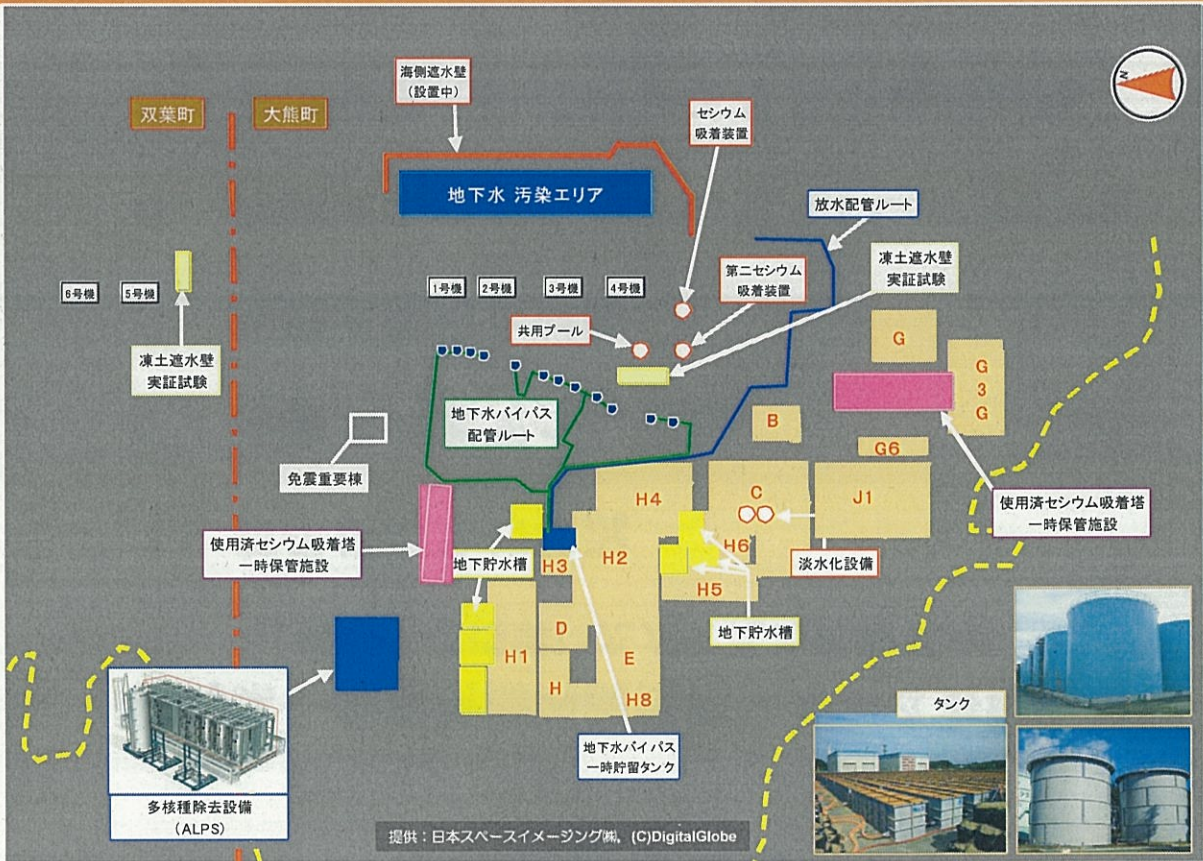 海側遮水壁
(設置中)
N
双葉町
大熊町
セシウム
吸着装置
地下水 汚染エリア
放水配管ルート
第二セシウム
吸着装置
凍土遮水壁
実証試験
6号機
5号機
1号機
2号機
3号機
4号機
共用プール
凍土遮水壁
実証試験
G
G
3
G
地下水バイパス
配管ルート
B
G6
免震重要棟
H4
C
J1
使用済セシウム吸着塔
一時保管施設
使用済セシウム吸着塔
一時保管施設
地下貯水槽
H3
H2
H6
淡水化設備
H5
D
地下貯水槽
H1
E
H
H8
タンク
地下水バイパス
一時貯留タンク
多核種除去設備
(ALPS)
提供:日本スペースイメージング㈱, (C)DigitalGlobe